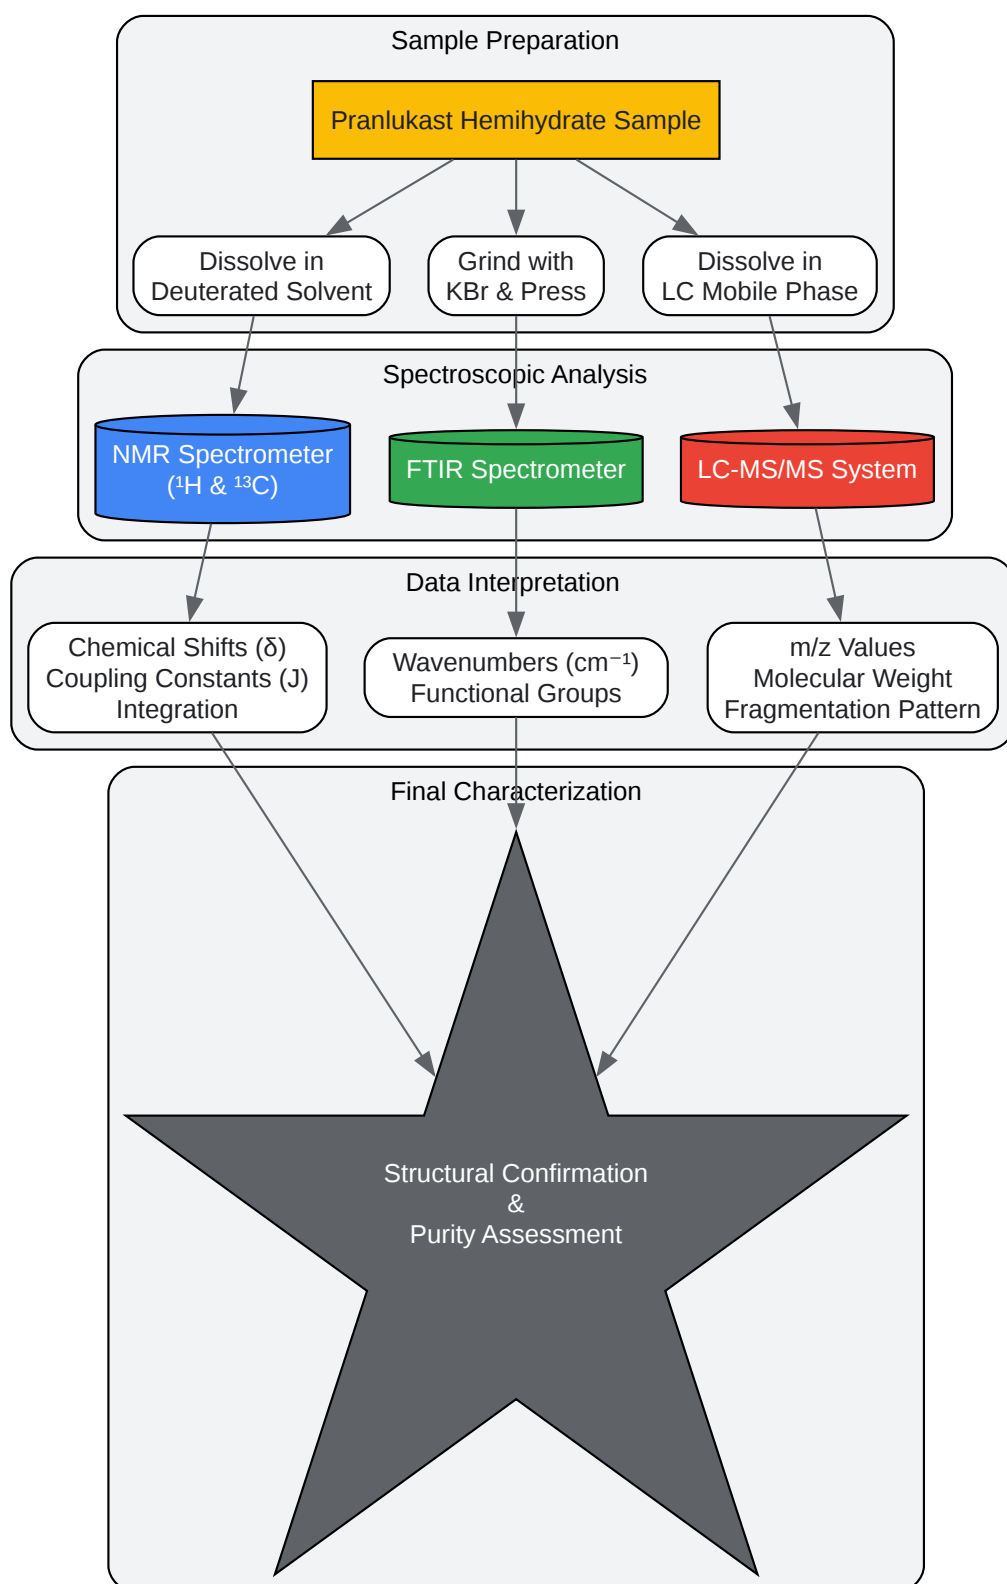 Sample Preparation
Pranlukast Hemihydrate Sample
Dissolve in
Deuterated Solvent
Grind with
KBr & Press
Dissolve in
LC Mobile Phase
Spectroscopic Analysis
NMR Spectrometer
(¹H & ¹³C)
FTIR Spectrometer
LC-MS/MS System
Data Interpretation
Chemical Shifts (δ)
Coupling Constants (J)
Integration
Wavenumbers (cm⁻¹)
Functional Groups
m/z Values
Molecular Weight
Fragmentation Pattern
Final Characterization
Structural Confirmation
&
Purity Assessment